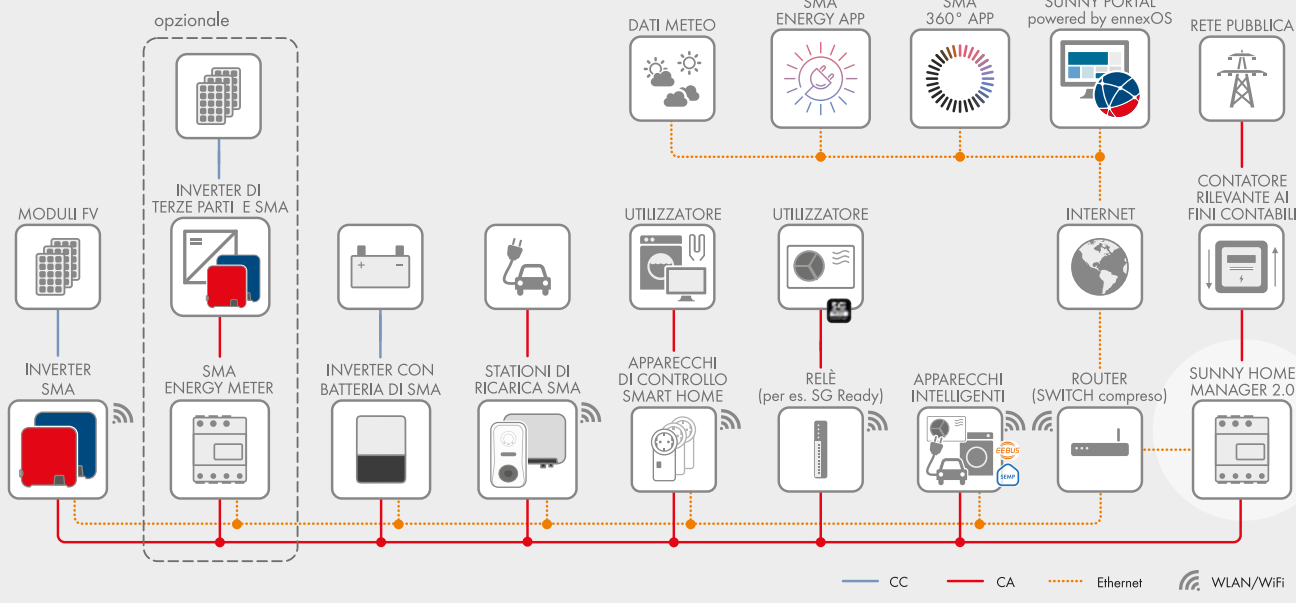 opzionale
DATI METEO
SMA
ENERGY APP
SMA
360° APP
SUNNY PORTAL
powered by ennexOS
RETE PUBBLICA
MODULI FV
INVERTER DI
TERZE PARTI E SMA
UTILIZZATORE
UTILIZZATORE
INTERNET
CONTATORE
RILEVANTE AI
FINI CONTABILI
INVERTER
SMA
SMA
ENERGY METER
INVERTER CON
BATTERIA DI SMA
STATIONI DI
RICARICA SMA
APPARECCHI
DI CONTROLLO
SMART HOME
RELÈ
(per es. SG Ready)
APPARECCHI
INTELLIGENTI
EEBUS
SEMP
ROUTER
(SWITCH compreso)
SUNNY HOME
MANAGER 2.0
CC
CA
Ethernet
WLAN/WiFi